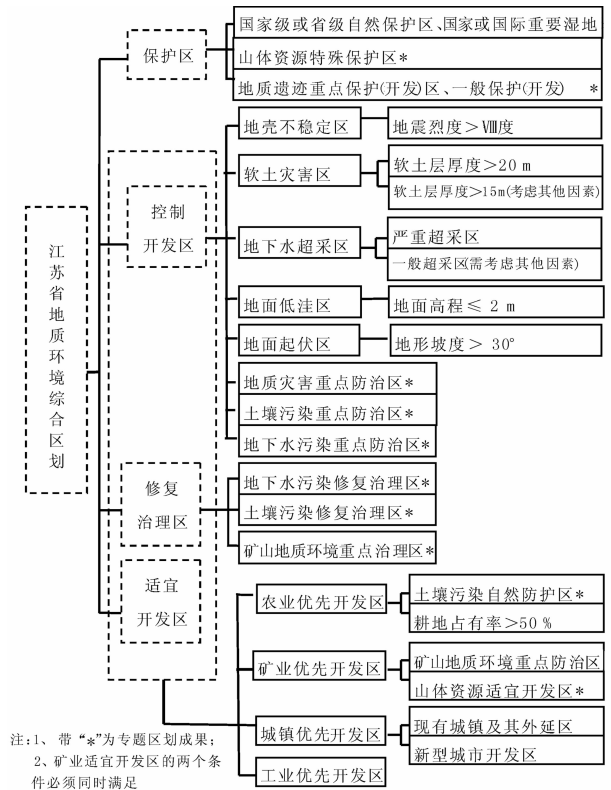 江苏省地质环境综合区划
保护区
国家级或省级自然保护区、国家或国际重要湿地
山体资源特殊保护区*
地质遗迹重点保护(开发)区、一般保护(开发) *
控制
开发区
地壳不稳定区
地震烈度＞Ⅷ度
软土灾害区
软土层厚度＞20 m
软土层厚度＞15m(考虑其他因素)
地下水超采区
严重超采区
一般超采区(需考虑其他因素)
地面低洼区
地面高程≤ 2 m
地面起伏区
地形坡度＞ 30°
地质灾害重点防治区*
土壤污染重点防治区*
地下水污染重点防治区*
修复
治理区
地下水污染修复治理区*
土壤污染修复治理区*
矿山地质环境重点治理区*
适宜
开发区
农业优先开发区
土壤污染自然防护区*
耕地占有率＞50 %
矿业优先开发区
矿山地质环境重点防治区
山体资源适宜开发区*
城镇优先开发区
现有城镇及其外延区
新型城市开发区
工业优先开发区
注:1、带“*”为专题区划成果;
2、矿业适宜开发区的两个条
件必须同时满足